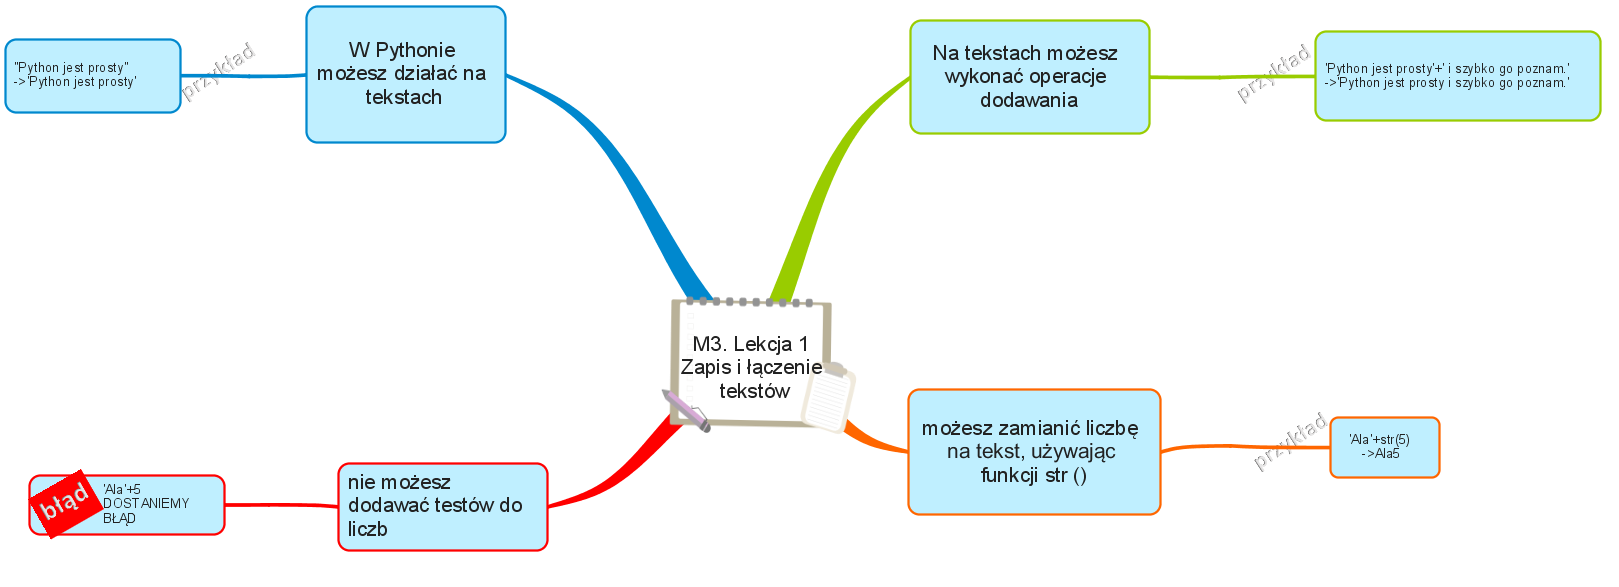 "Python jest prosty"
->'Python jest prosty'
przykład
W Pythonie
możesz działać na
tekstach
Na tekstach możesz
wykonać operacje
dodawania
przykład
'Python jest prosty'+' i szybko go poznam.'
->'Python jest prosty i szybko go poznam.'
M3. Lekcja 1
Zapis i łączenie
tekstów
możesz zamianić liczbę
na tekst, używając
funkcji str ()
przykład
'Ala'+str(5)
->Ala5
nie możesz
dodawać testów do
liczb
błąd
'Ala'+5
DOSTANIEMY
BŁĄD